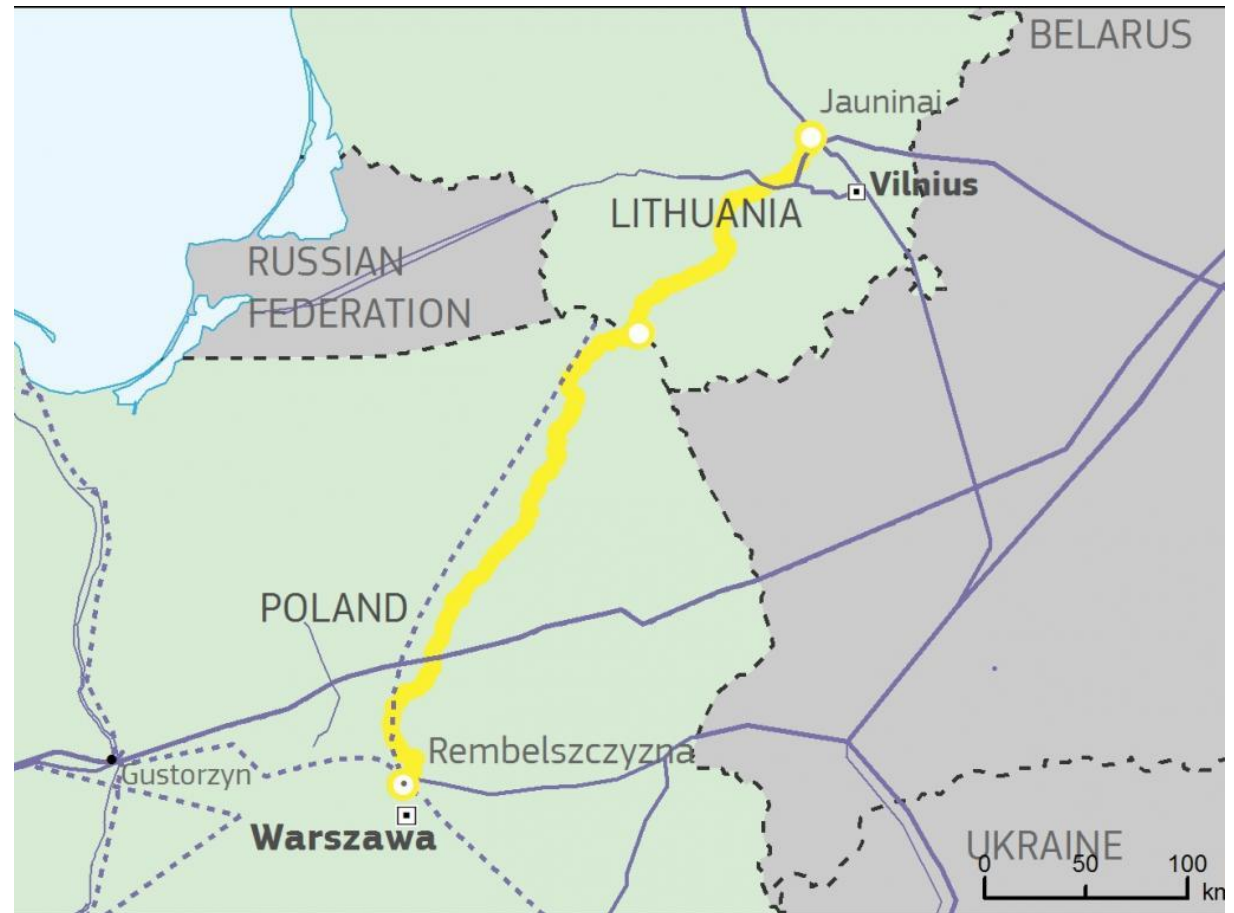 BELARUS
Jauninai
Vilnius
LITHUANIA
RUSSIAN
FEDERATION
POLAND
Rembelszczyzna
Gustorzyn
Warszawa
UKRAINE
0 50 100
km